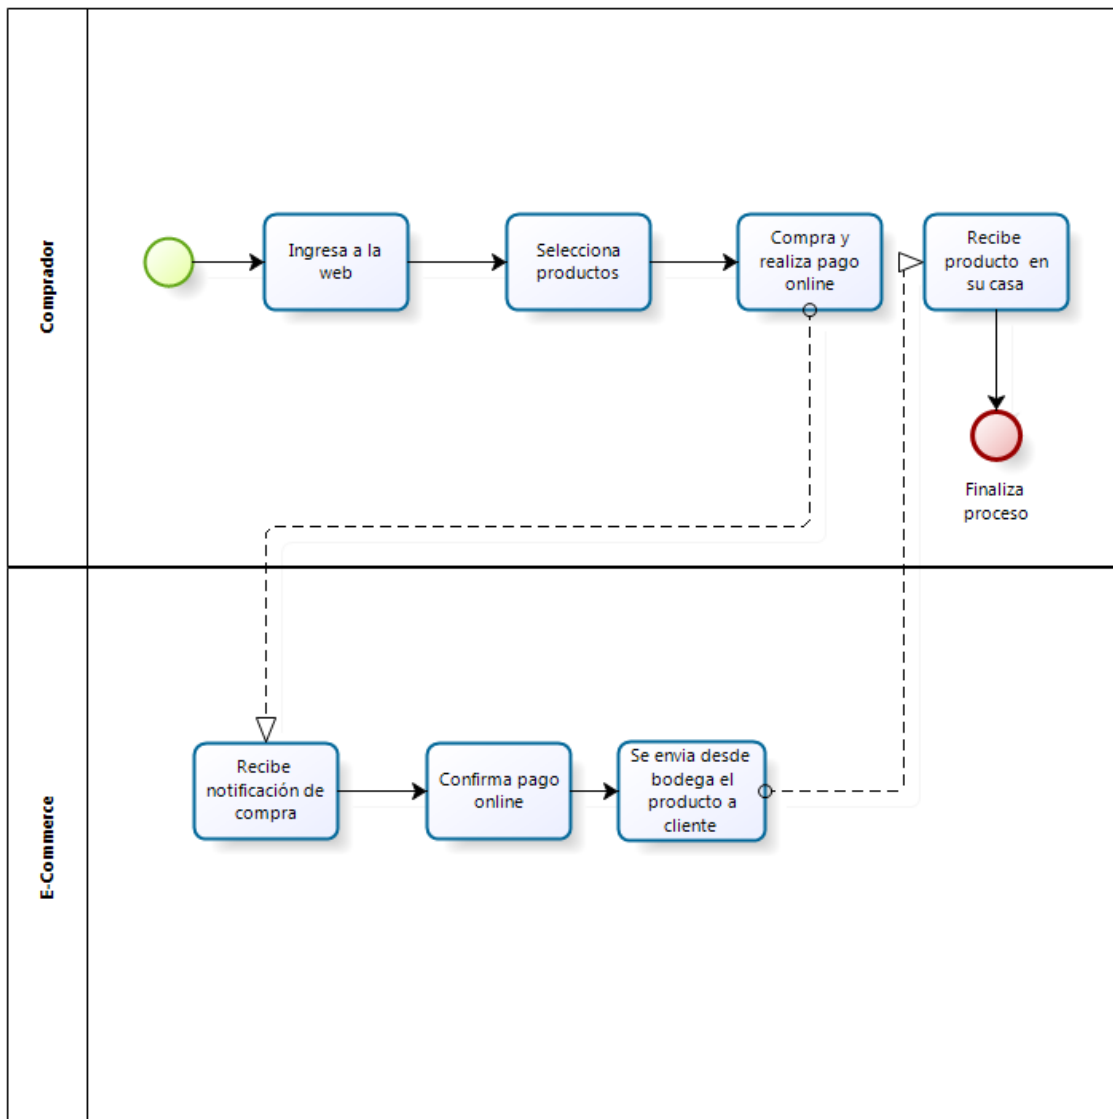 Comprador
Ingresa a la
web
Selecciona
productos
Compra y
realiza pago
online
Recibe
producto en
su casa
Finaliza
proceso
E-Commerce
Recibe
notificación de
compra
Confirma pago
online
Se envia desde
bodega el
producto a
cliente